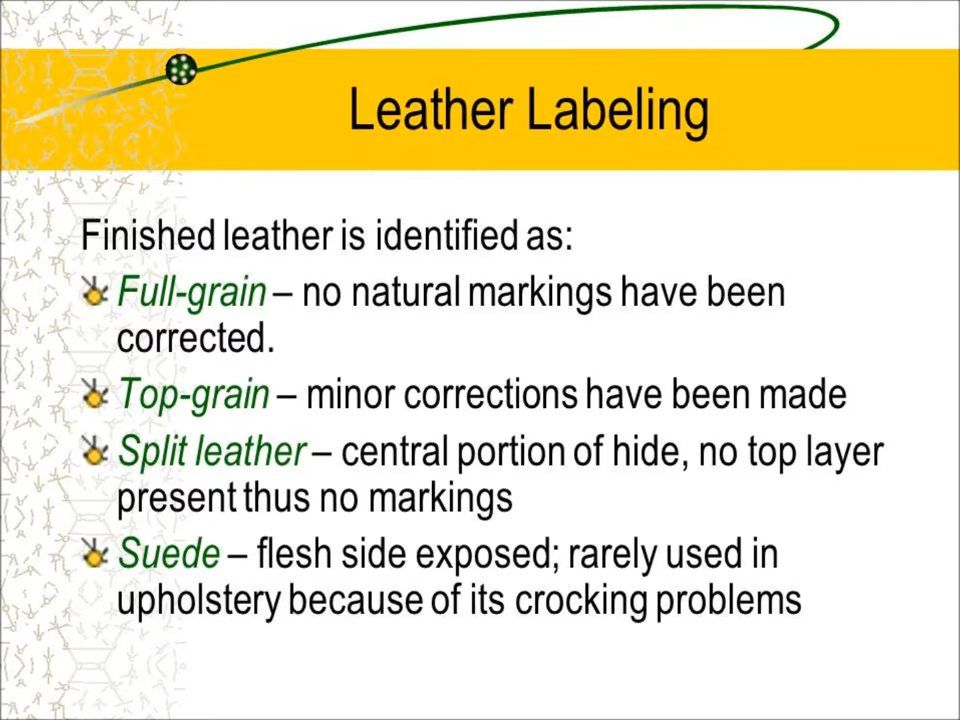 Leather Labeling
Finished leather is identified as:
Full-grain – no natural markings have been
corrected.
Top-grain – minor corrections have been made
Split leather – central portion of hide, no top layer
present thus no markings
Suede – flesh side exposed; rarely used in
upholstery because of its crocking problems